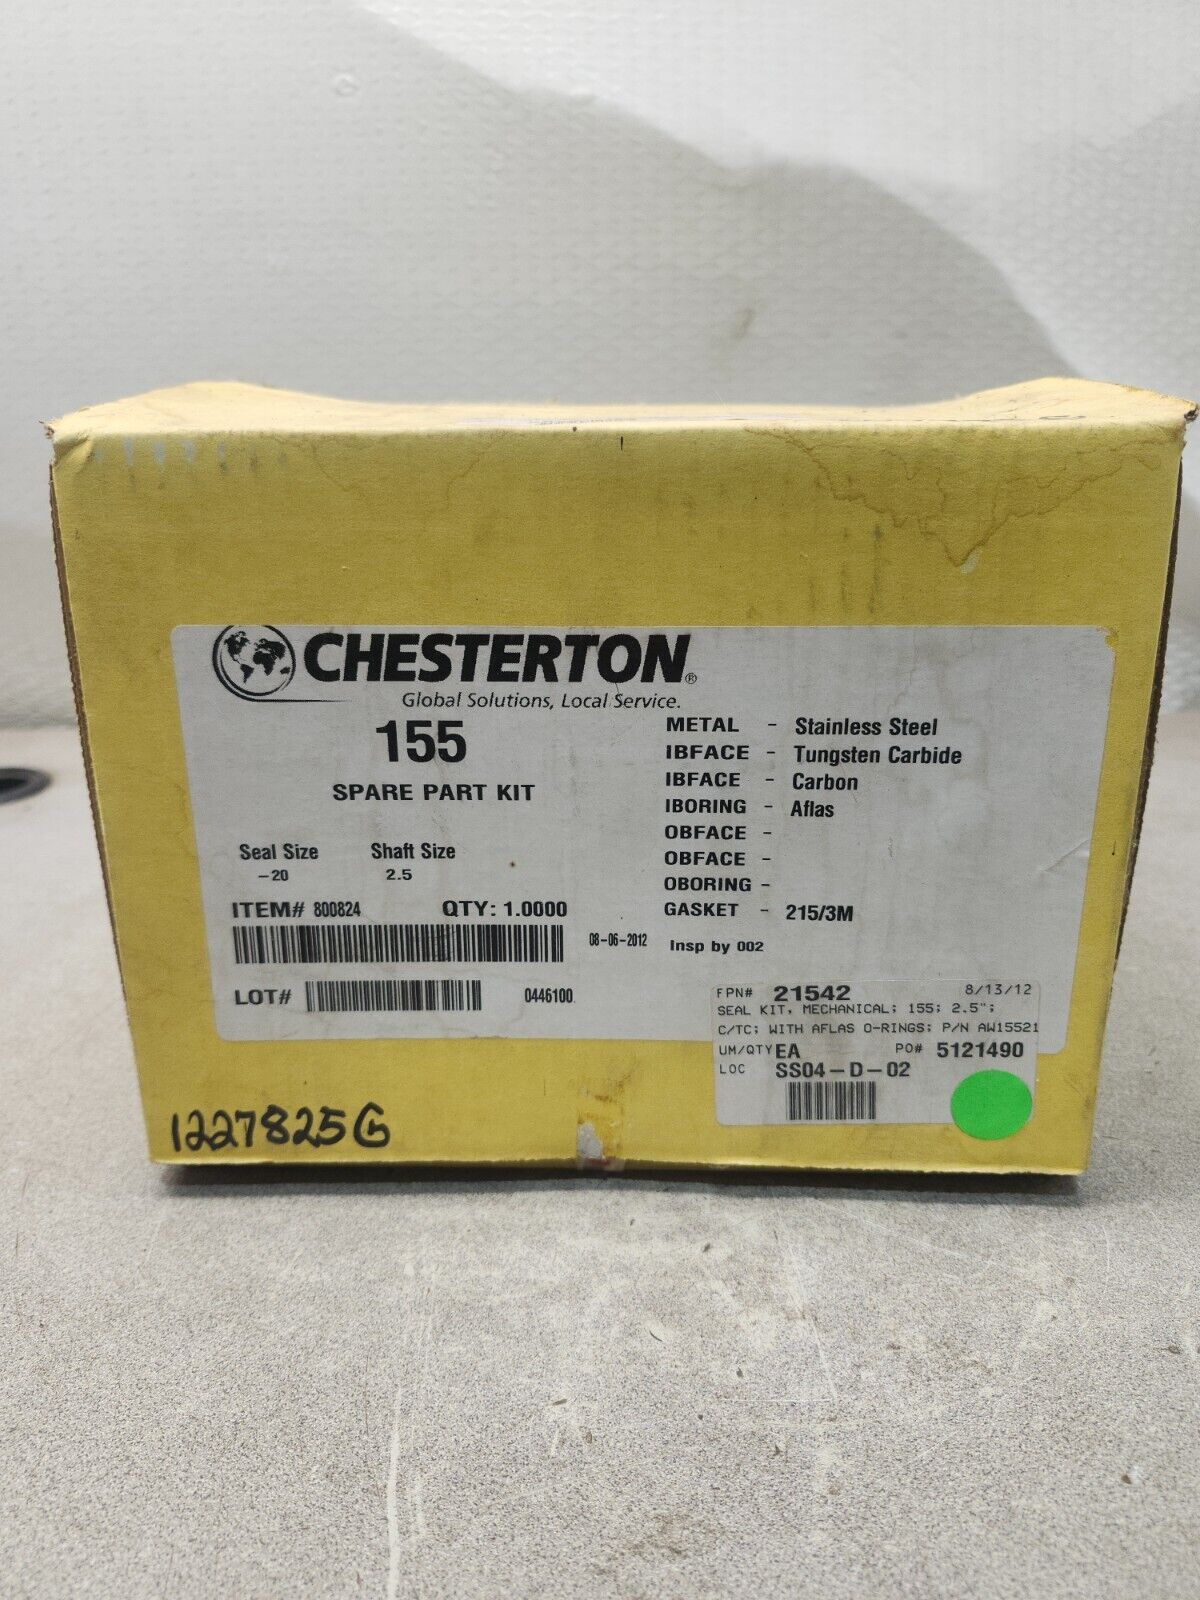 CHESTERTON®
Global Solutions, Local Service.
155
SPARE PART KIT
Seal Size Shaft Size
-20 2.5
ITEM# 800824 QTY: 1.0000
08-06-2012
LOT# 0446100
METAL - Stainless Steel
IBFACE - Tungsten Carbide
IBFACE - Carbon
IBORING - Aflas
OBFACE -
OBFACE -
OBORING -
GASKET - 215/3M
Insp by 002
FPN# 21542 8/13/12
SEAL KIT, MECHANICAL; 155; 2.5";
C/TC; WITH AFLAS O-RINGS; P/N AW15521
UM/QTY EA PO# 5121490
LOC SS04-D-02
1227825G